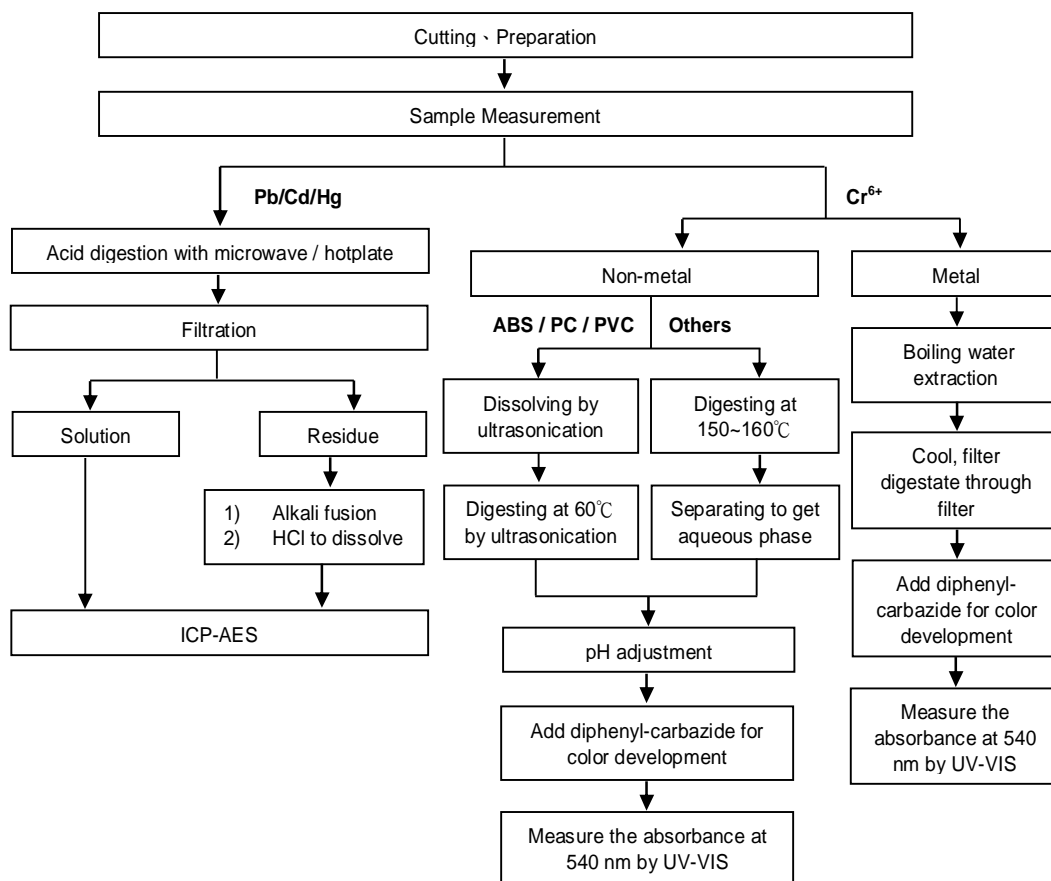 Cutting、Preparation
Sample Measurement
Pb/Cd/Hg
Cr6+
Acid digestion with microwave / hotplate
Non-metal
Metal
Filtration
ABS / PC / PVC
Others
Boiling water
extraction
Solution
Residue
Dissolving by
ultrasonication
Digesting at
150~160℃
Cool, filter
digestate through
filter
1) Alkali fusion
2) HCl to dissolve
Digesting at 60℃
by ultrasonication
Separating to get
aqueous phase
Add diphenyl-
carbazide for color
development
ICP-AES
pH adjustment
Measure the
absorbance at 540
nm by UV-VIS
Add diphenyl-carbazide for
color development
Measure the absorbance at
540 nm by UV-VIS